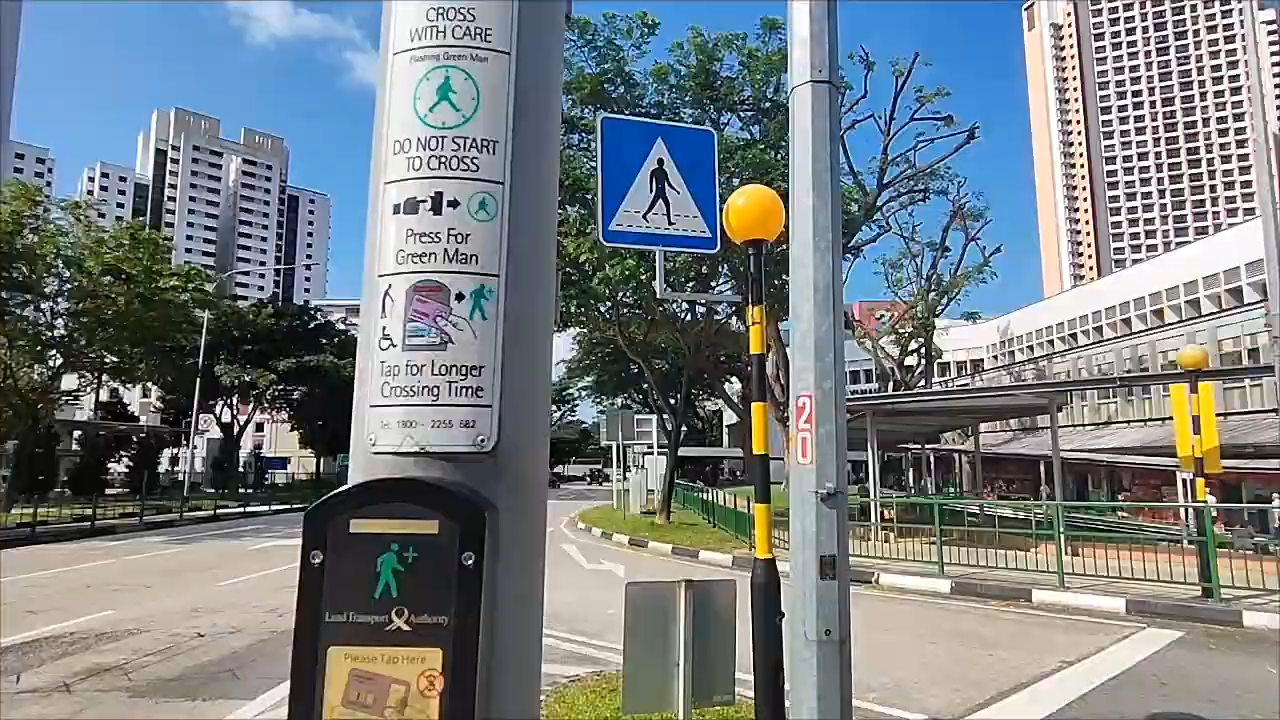 CROSS
WITH CARE
Flashing Green Man
DO NOT START
TO CROSS
Press For
Green Man
Tap for Longer
Crossing Time
Tel: 1800 - 2255 582
Land Transport Authority
Please Tap Here
20